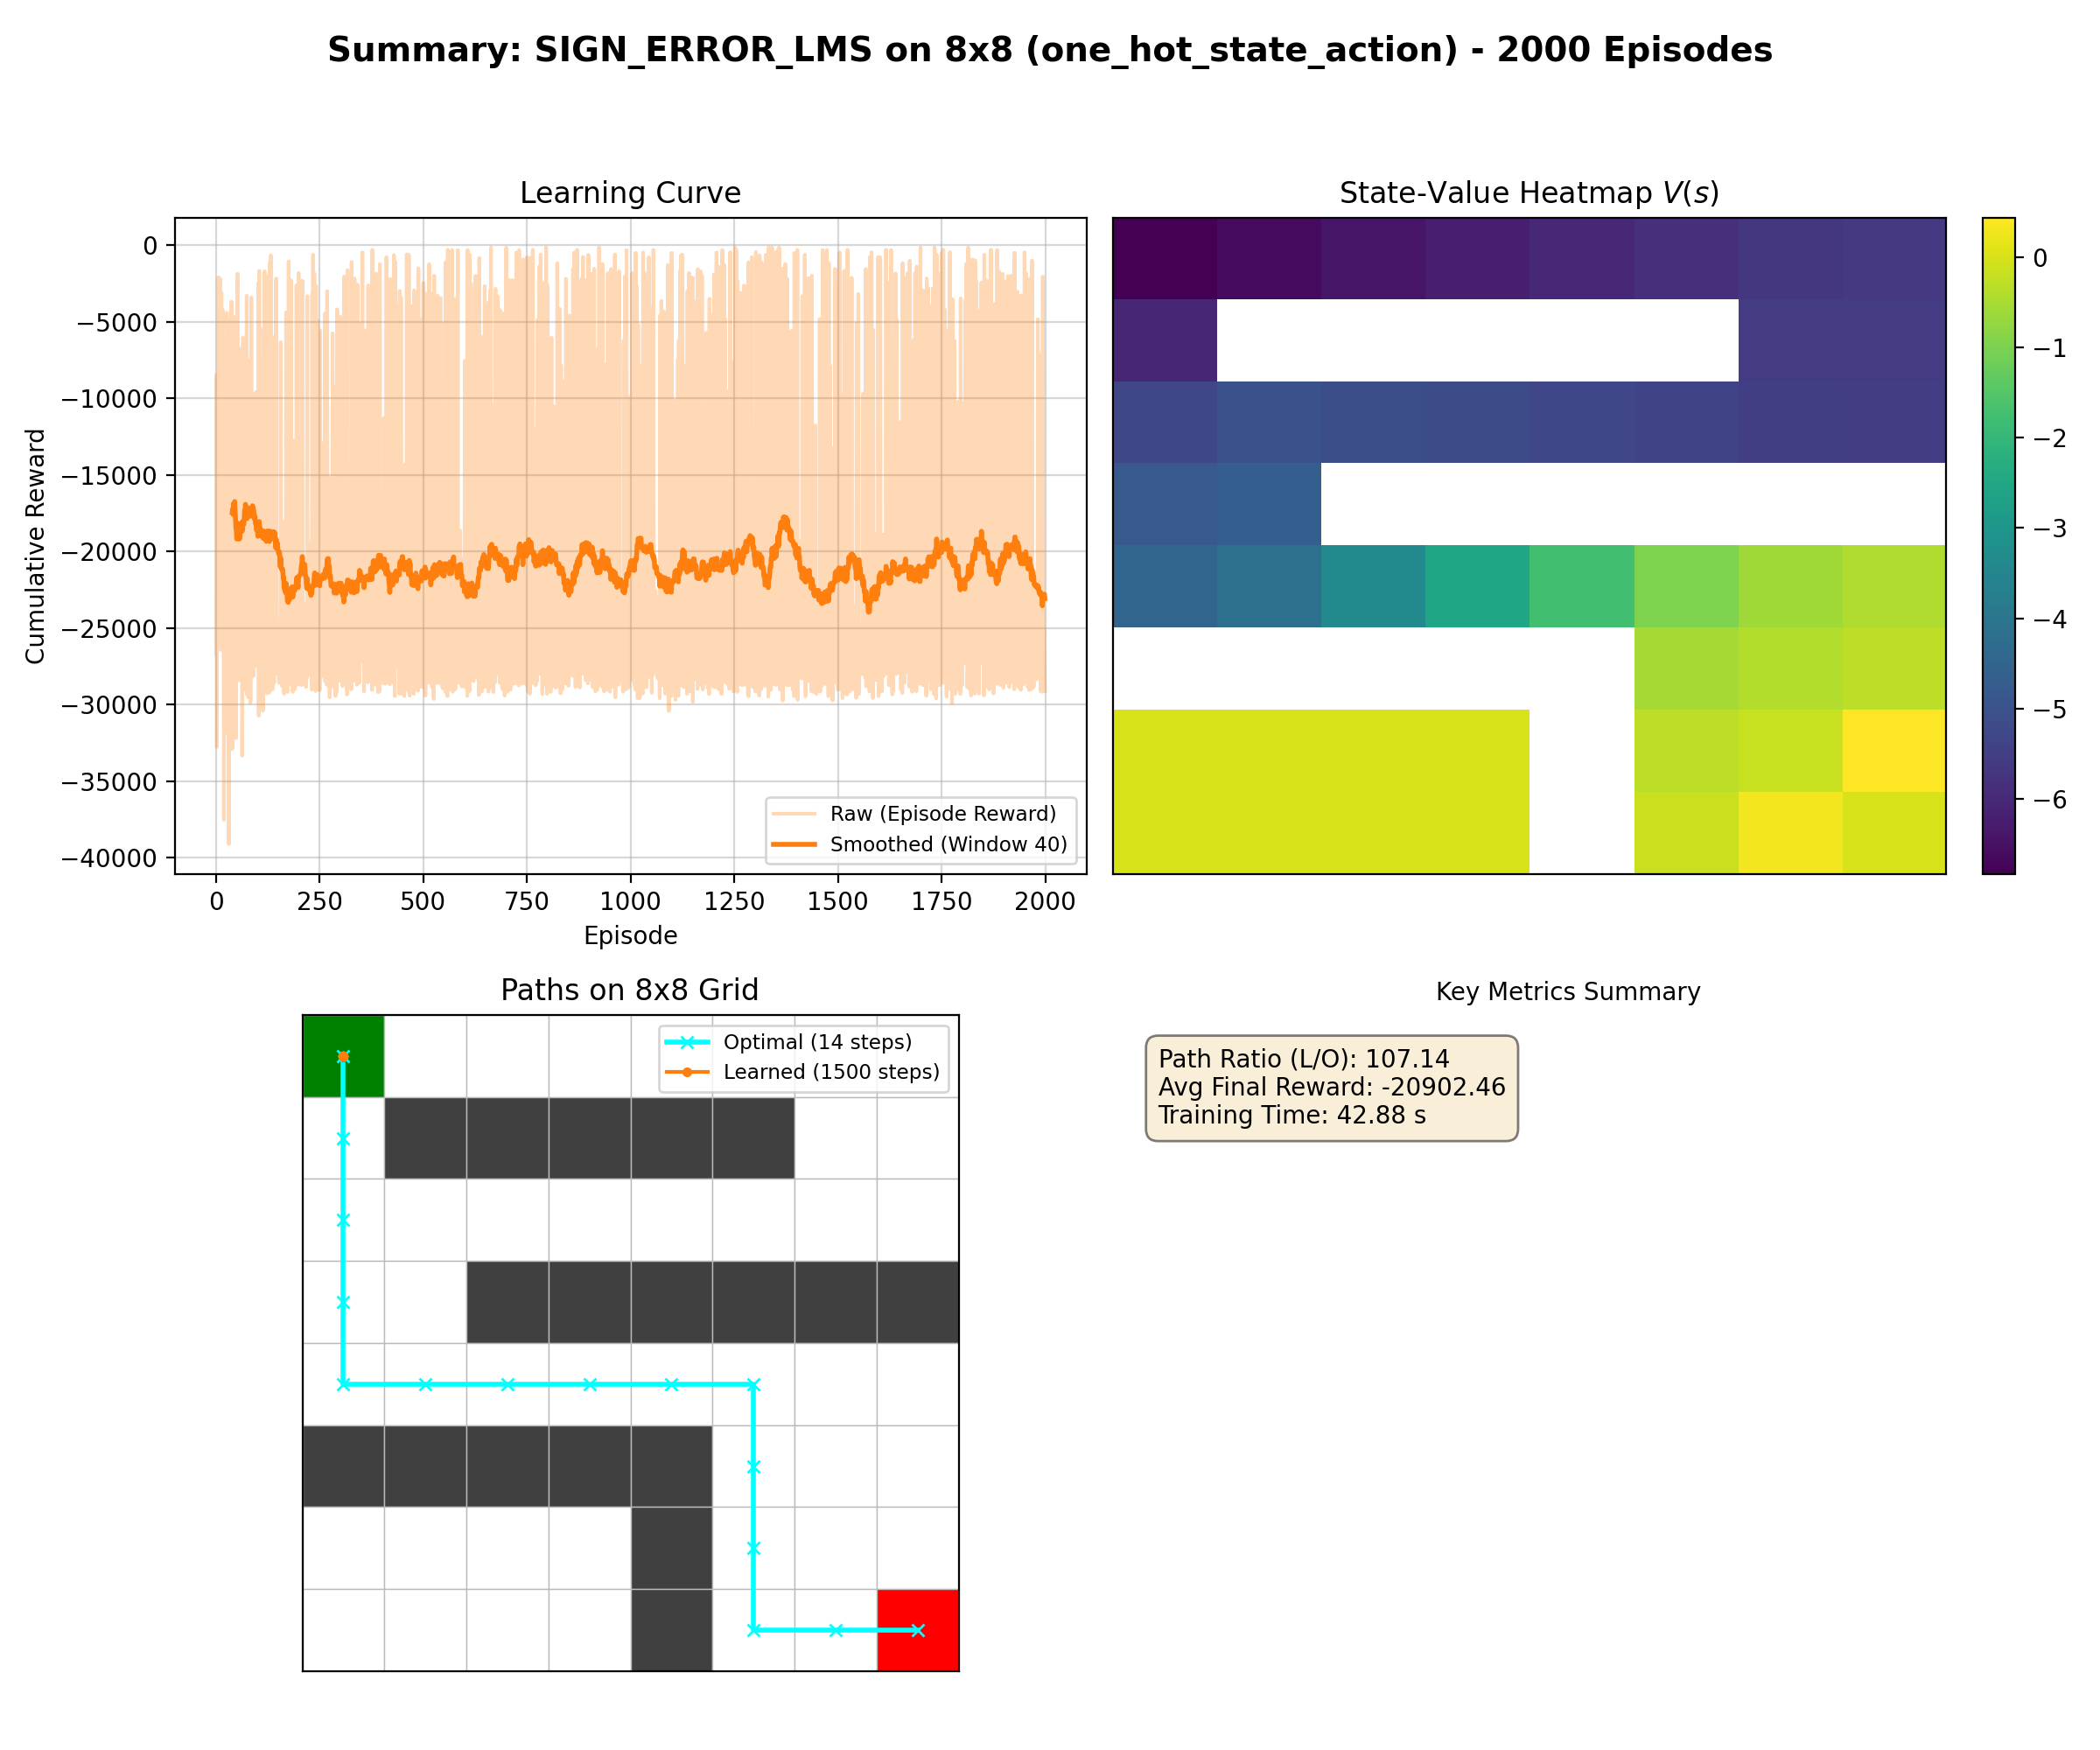 Summary: SIGN_ERROR_LMS on 8x8 (one_hot_state_action) - 2000 Episodes
Learning Curve
0
−5000
−10000
−15000
−20000
−25000
−30000
−35000
−40000
Cumulative Reward
0
250
500
750
1000
1250
1500
1750
2000
Episode
Raw (Episode Reward)
Smoothed (Window 40)
State-Value Heatmap V(s)
0
−1
−2
−3
−4
−5
−6
Paths on 8x8 Grid
Optimal (14 steps)
Learned (1500 steps)
Key Metrics Summary
Path Ratio (L/O): 107.14
Avg Final Reward: -20902.46
Training Time: 42.88 s